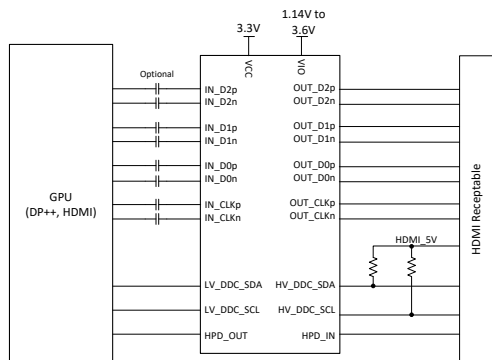 1.14V to
3.3V
3.6V
Optional
VCC
VIO
IN_D2p
OUT_D2p
IN_D2n
OUT_D2n
IN_D1p
OUT_D1p
IN_D1n
OUT_D1n
IN_D0p
OUT_D0p
IN_D0n
OUT_D0n
GPU
(DP++, HDMI)
IN_CLKp
OUT_CLKp
IN_CLKn
OUT_CLKn
HDMI_5V
LV_DDC_SDA
HV_DDC_SDA
LV_DDC_SCL
HV_DDC_SCL
HPD_OUT
HPD_IN
HDMI Receptable